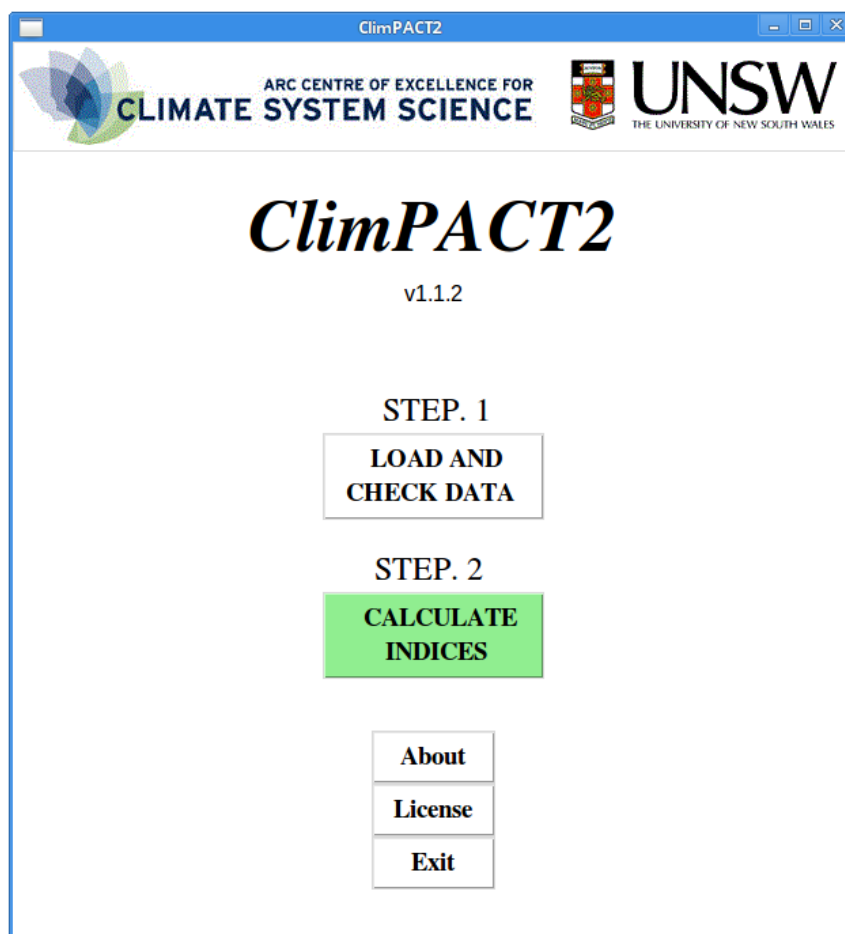 ClimPACT2
ARC CENTRE OF EXCELLENCE FOR
CLIMATE SYSTEM SCIENCE
UNSW
THE UNIVERSITY OF NEW SOUTH WALES
ClimPACT2
v1.1.2
STEP. 1
LOAD AND
CHECK DATA
STEP. 2
CALCULATE
INDICES
About
License
Exit